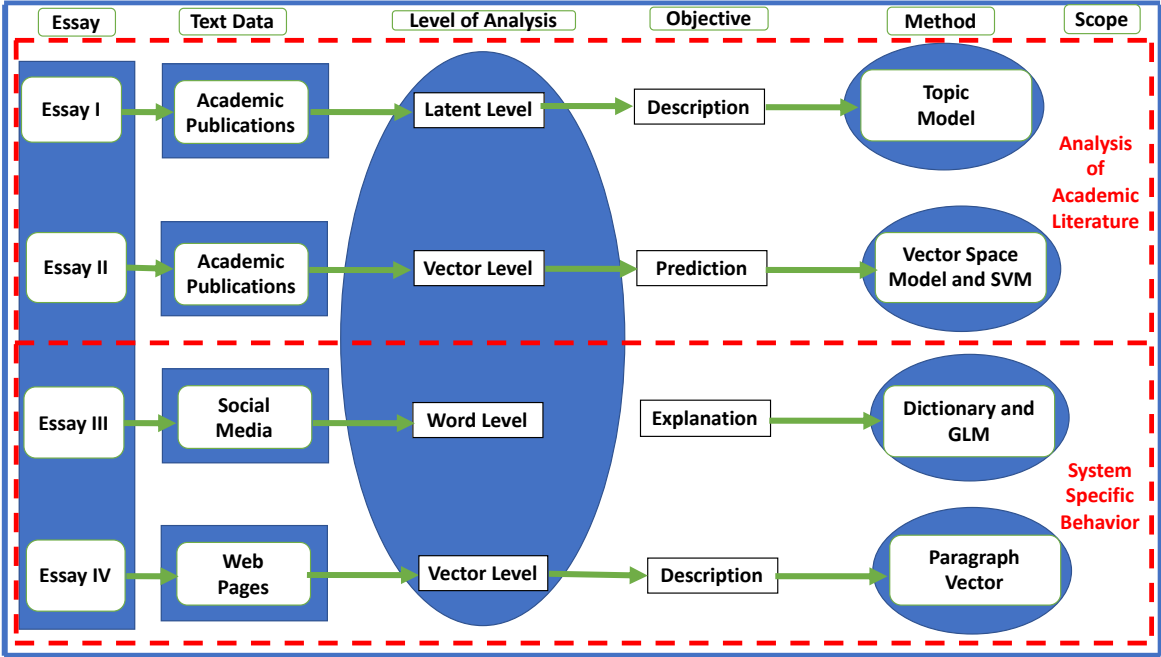 Essay
Text Data
Level of Analysis
Objective
Method
Scope
Essay I
Academic
Publications
Latent Level
Description
Topic
Model
Analysis
of
Academic
Literature
Essay II
Academic
Publications
Vector Level
Prediction
Vector Space
Model and SVM
Essay III
Social
Media
Word Level
Explanation
Dictionary and
GLM
System
Specific
Behavior
Essay IV
Web
Pages
Vector Level
Description
Paragraph
Vector